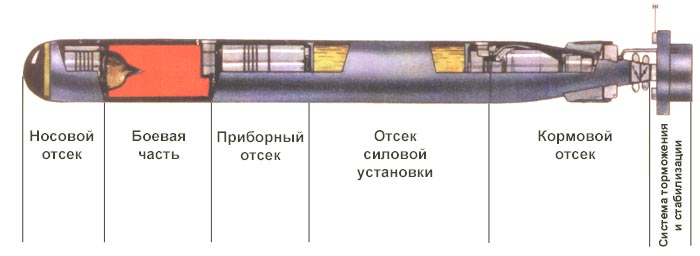 Носовой
отсек
Боевая
часть
Приборный
отсек
Отсек
силовой
установки
Кормовой
отсек
Система торможения
и стабилизации